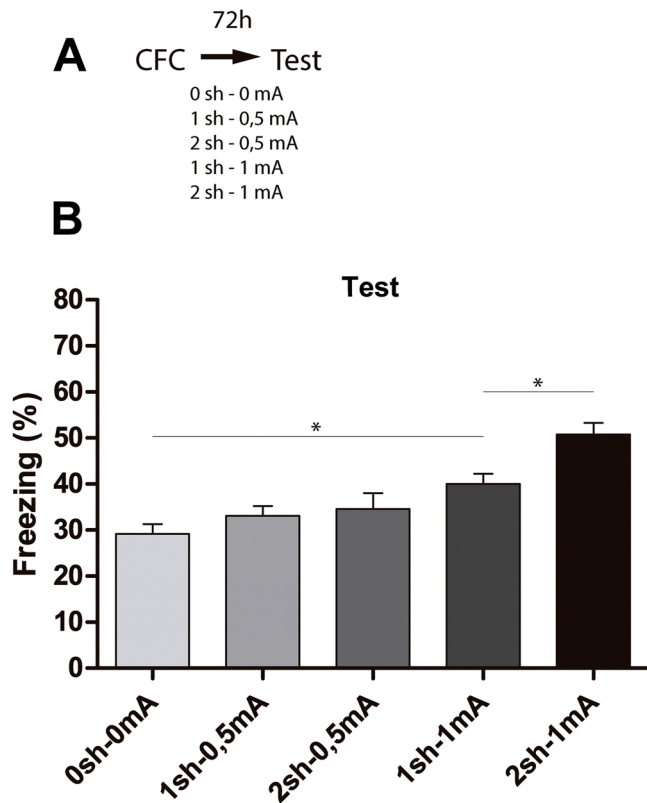 72h
A
CFC Test
0 sh - 0 mA
1 sh - 0,5 mA
2 sh - 0,5 mA
1 sh - 1 mA
2 sh - 1 mA
B
Test
80
70
60
50
40
30
20
10
0
Freezing (%)
*
*
0sh-0mA
1sh-0,5mA
2sh-0,5mA
1sh-1mA
2sh-1mA